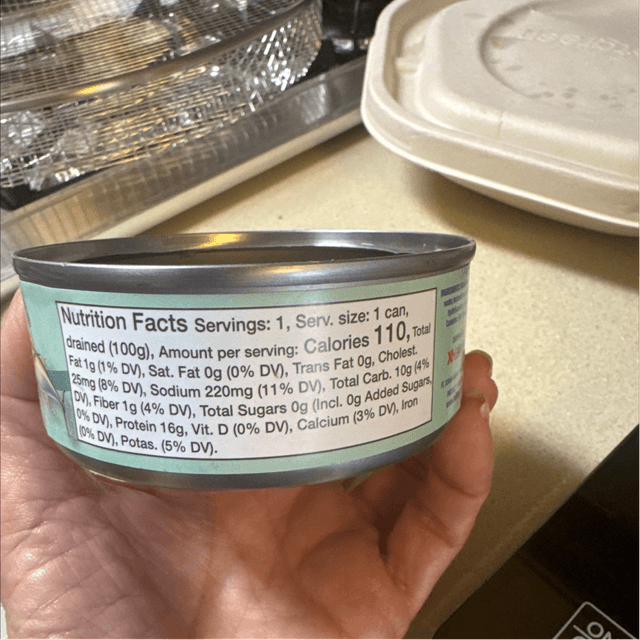 Nutrition Facts Servings: 1, Serv. size: 1 can,
drained (100g), Amount per serving: Calories 110, Total
Fat 1g (1% DV), Sat. Fat 0g (0% DV), Trans Fat 0g, Cholest.
25mg (8% DV), Sodium 220mg (11% DV), Total Carb. 10g (4%
DV), Fiber 1g (4% DV), Total Sugars 0g (Incl. 0g Added Sugars,
0% DV), Protein 16g, Vit. D (0% DV), Calcium (3% DV), Iron
(0% DV), Potas. (5% DV).